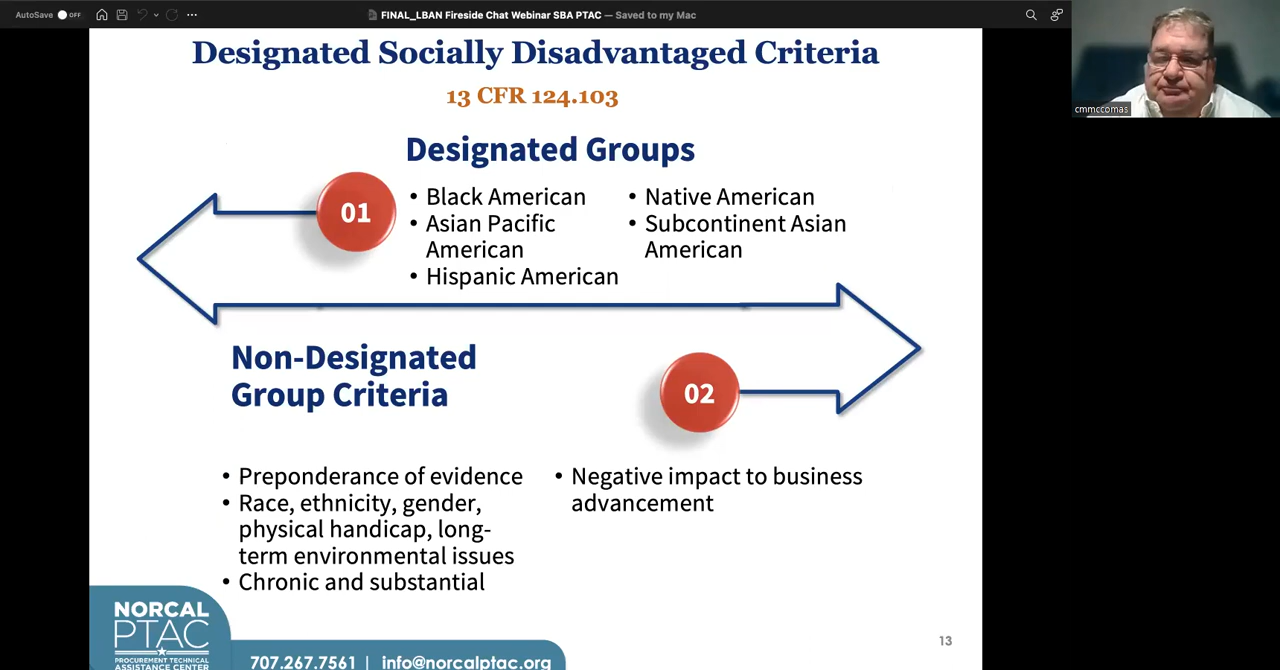 AutoSave OFF
FINAL_LBAN Fireside Chat Webinar SBA PTAC — Saved to my Mac
cmmccomas
Designated Socially Disadvantaged Criteria
13 CFR 124.103
Designated Groups
01
• Black American
• Asian Pacific
American
• Hispanic American
• Native American
• Subcontinent Asian
American
Non-Designated
Group Criteria
02
• Preponderance of evidence
• Race, ethnicity, gender,
physical handicap, long-
term environmental issues
• Chronic and substantial
• Negative impact to business
advancement
NORCAL
PTAC
PROCUREMENT TECHNICAL
ASSISTANCE CENTER
707.267.7561 | info@norcalptac.org
13